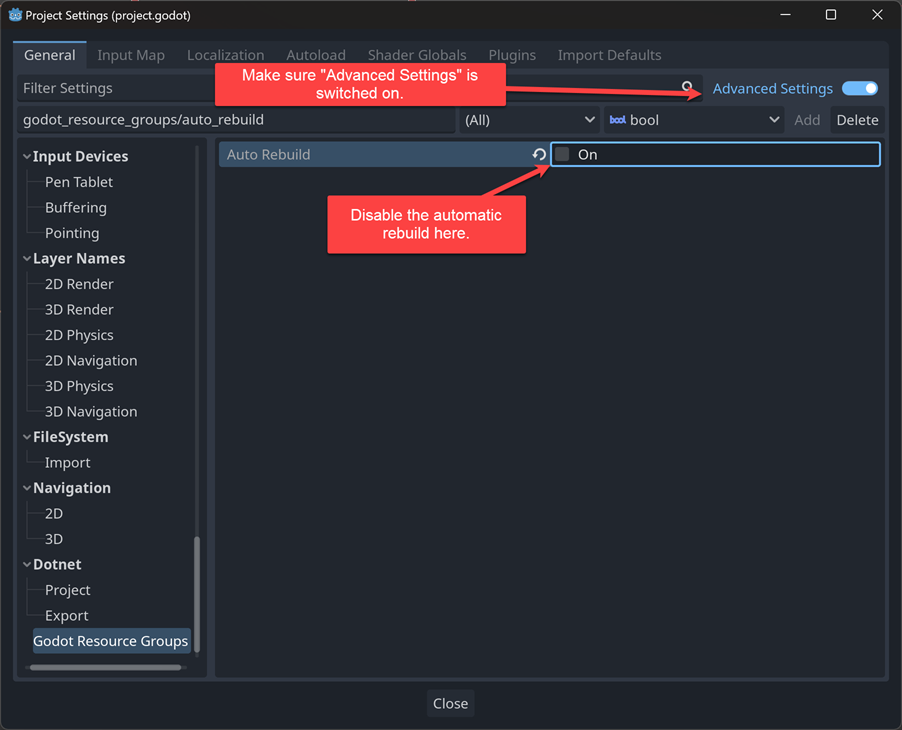 Project Settings (project.godot)
General Input Map Localization Autoload Shader Globals Plugins Import Defaults
Make sure "Advanced Settings" is
switched on.
Filter Settings
Advanced Settings
godot_resource_groups/auto_rebuild (All) bool bool Add Delete
Input Devices
Pen Tablet
Buffering
Pointing
Layer Names
2D Render
3D Render
2D Physics
2D Navigation
3D Physics
3D Navigation
FileSystem
Import
Navigation
2D
3D
Dotnet
Project
Export
Godot Resource Groups
Auto Rebuild On
Disable the automatic
rebuild here.
Close